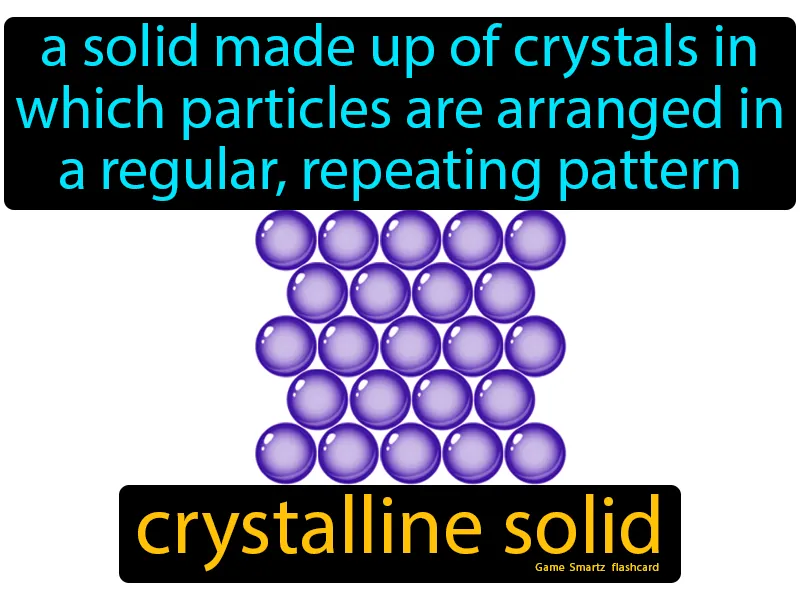 a solid made up of crystals in
which particles are arranged in
a regular, repeating pattern
crystalline solid
Game Smartz flashcard